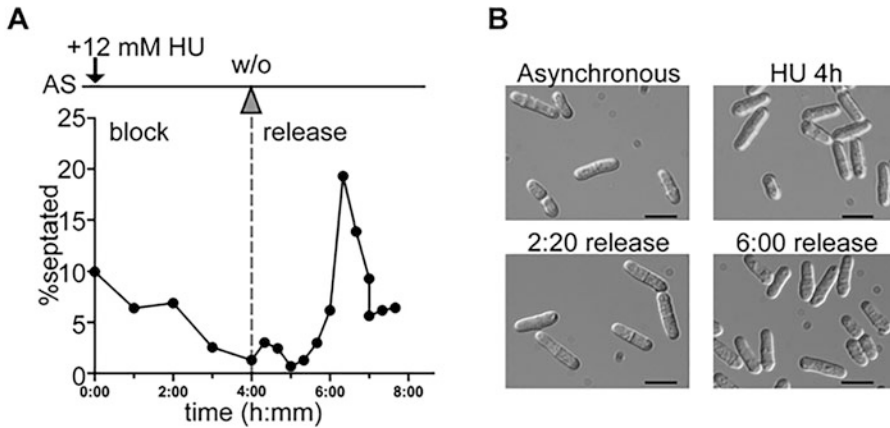 A
+12 mM HU
AS
w/o
block
release
%septated
25
20
15
10
5
0
0:00
2:00
4:00
6:00
8:00
time (h:mm)
B
Asynchronous
HU 4h
2:20 release
6:00 release